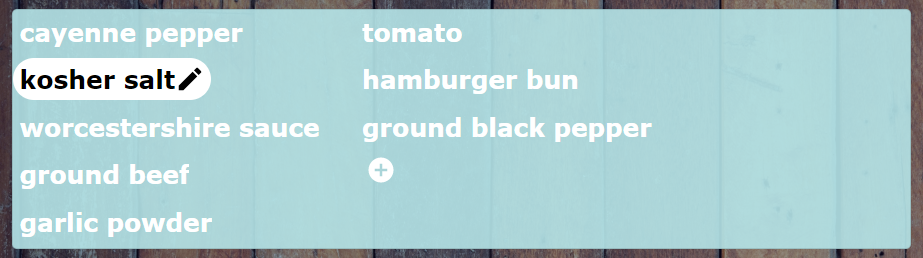 cayenne pepper
kosher salt
worcestershire sauce
ground beef
garlic powder
tomato
hamburger bun
ground black pepper